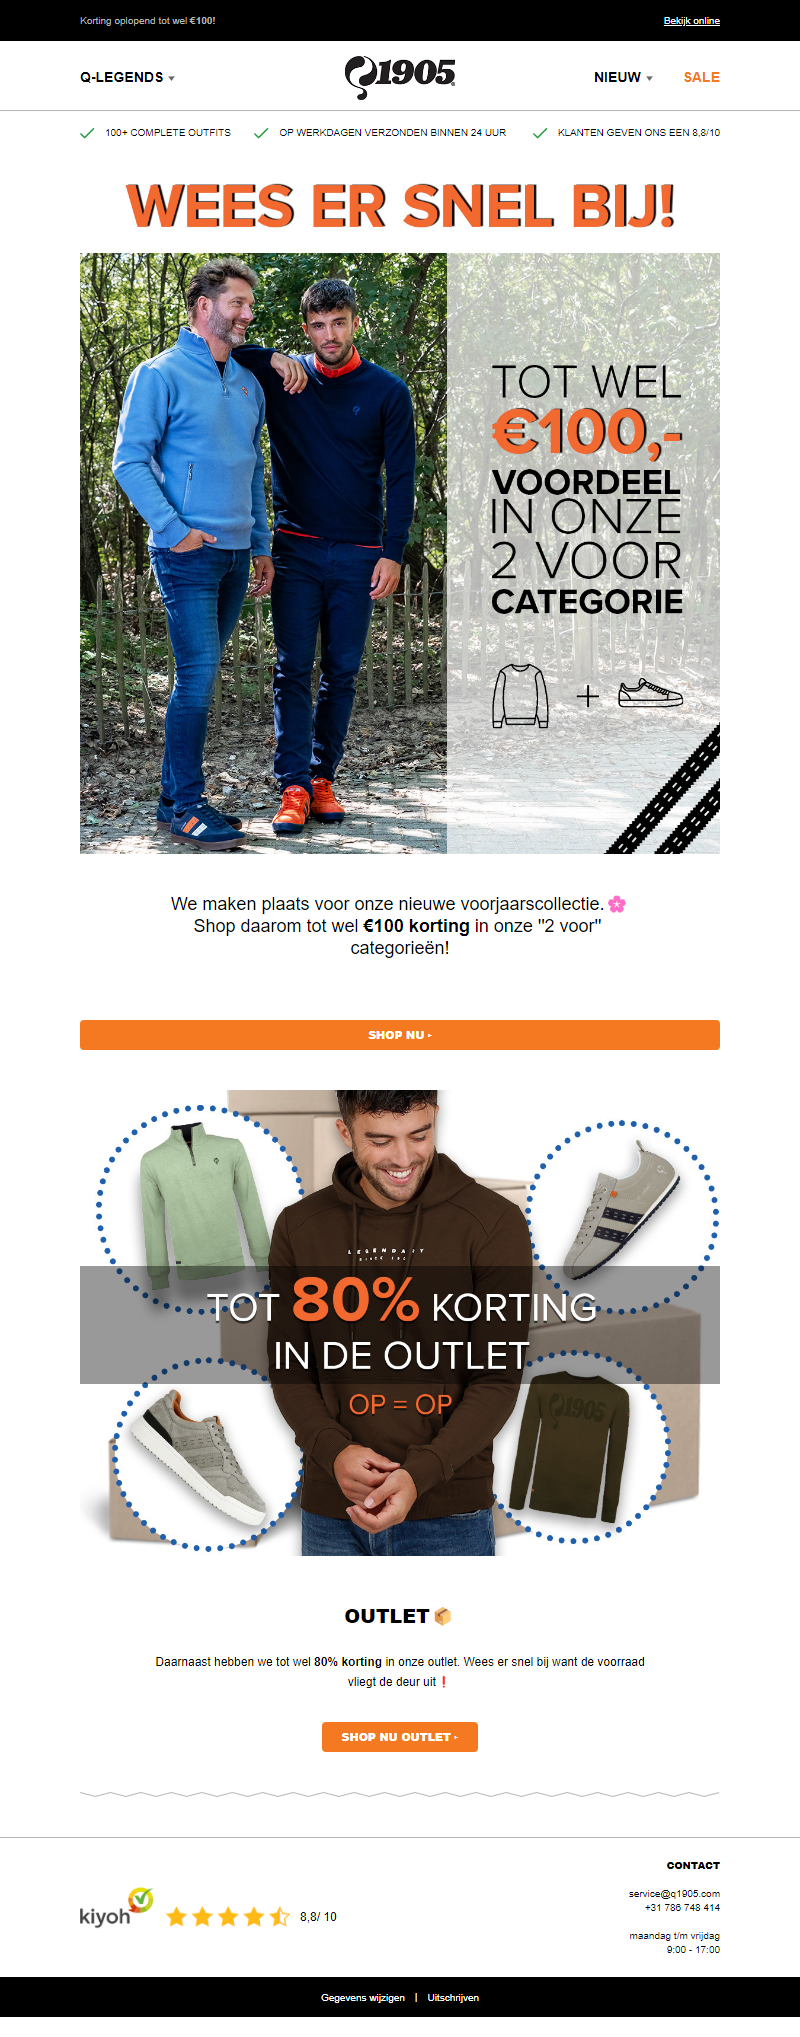 Korting oplopend tot wel €100!
Bekijk online
Q-LEGENDS
1905
NIEUW
SALE
100+ COMPLETE OUTFITS
OP WERKDAGEN VERZONDEN BINNEN 24 UUR
KLANTEN GEVEN ONS EEN 8,8/10
WEES ER SNEL BIJ!
TOT WEL
€100,-
VOORDEEL
IN ONZE
2 VOOR
CATEGORIE
We maken plaats voor onze nieuwe voorjaarscollectie. 🌸
Shop daarom tot wel €100 korting in onze "2 voor"
categorieën!
SHOP NU ▸
LEGENDARY
TOT 80% KORTING
IN DE OUTLET
OP = OP
1905
OUTLET 📦
Daarnaast hebben we tot wel 80% korting in onze outlet. Wees er snel bij want de voorraad
vliegt de deur uit ❗
SHOP NU OUTLET ▸
CONTACT
service@q1905.com
+31 786 748 414
kiyoh
8,8/ 10
maandag t/m vrijdag
9:00 - 17:00
Gegevens wijzigen | Uitschrijven